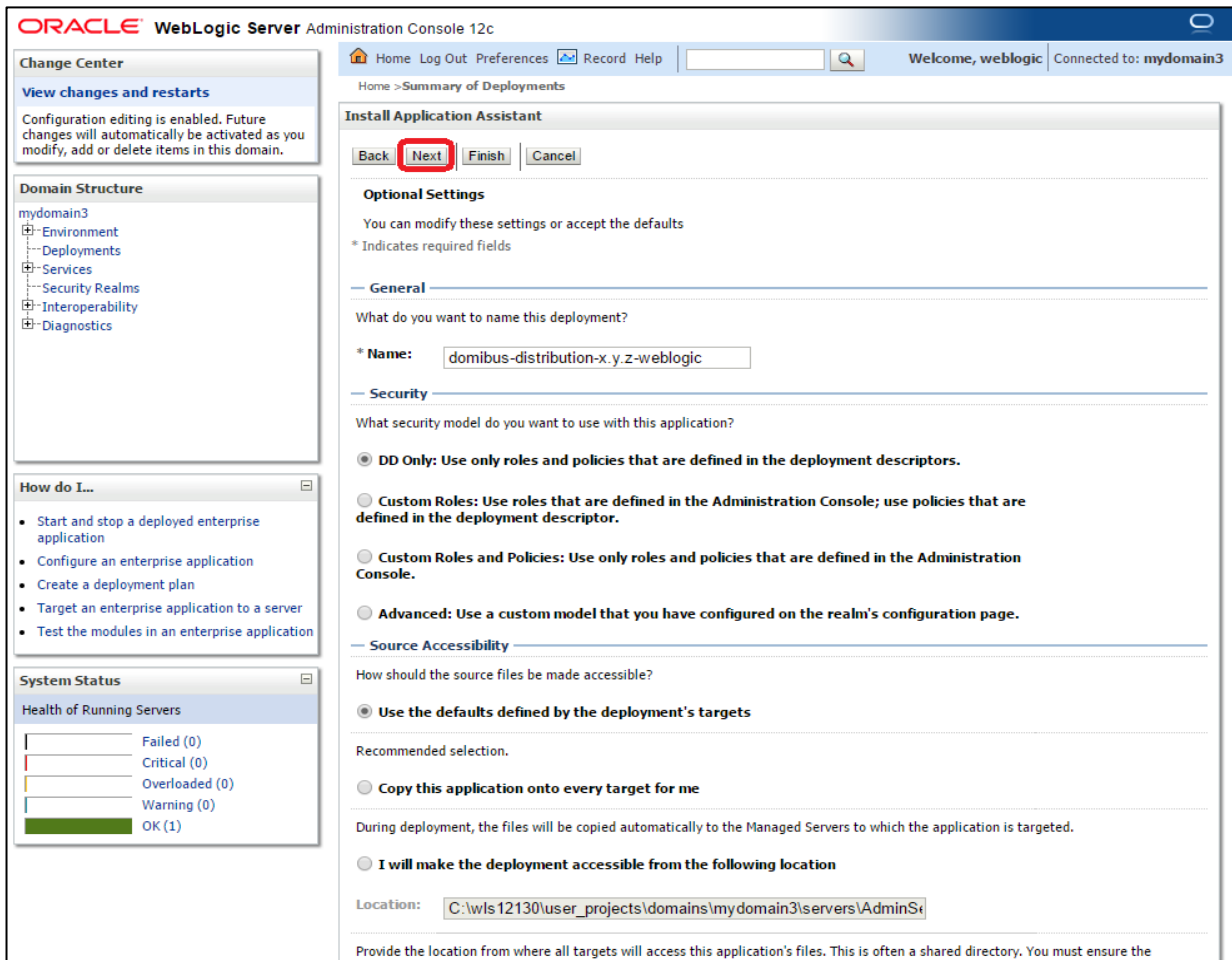 ORACLE WebLogic Server Administration Console 12c
Change Center
View changes and restarts
Configuration editing is enabled. Future
changes will automatically be activated as you
modify, add or delete items in this domain.
Domain Structure
mydomain3
Environment
Deployments
Services
Security Realms
Interoperability
Diagnostics
How do I...
Start and stop a deployed enterprise
application
Configure an enterprise application
Create a deployment plan
Target an enterprise application to a server
Test the modules in an enterprise application
System Status
Health of Running Servers
Failed (0)
Critical (0)
Overloaded (0)
Warning (0)
OK (1)
Home Log Out Preferences Record Help
Welcome, weblogic Connected to: mydomain3
Home >Summary of Deployments
Install Application Assistant
Back Next Finish Cancel
Optional Settings
You can modify these settings or accept the defaults
* Indicates required fields
General
What do you want to name this deployment?
* Name: domibus-distribution-x.y.z-weblogic
Security
What security model do you want to use with this application?
DD Only: Use only roles and policies that are defined in the deployment descriptors.
Custom Roles: Use roles that are defined in the Administration Console; use policies that are
defined in the deployment descriptor.
Custom Roles and Policies: Use only roles and policies that are defined in the Administration
Console.
Advanced: Use a custom model that you have configured on the realm's configuration page.
Source Accessibility
How should the source files be made accessible?
Use the defaults defined by the deployment's targets
Recommended selection.
Copy this application onto every target for me
During deployment, the files will be copied automatically to the Managed Servers to which the application is targeted.
I will make the deployment accessible from the following location
Location: C:\wls12130\user_projects\domains\mydomain3\servers\AdminSe
Provide the location from where all targets will access this application's files. This is often a shared directory. You must ensure the